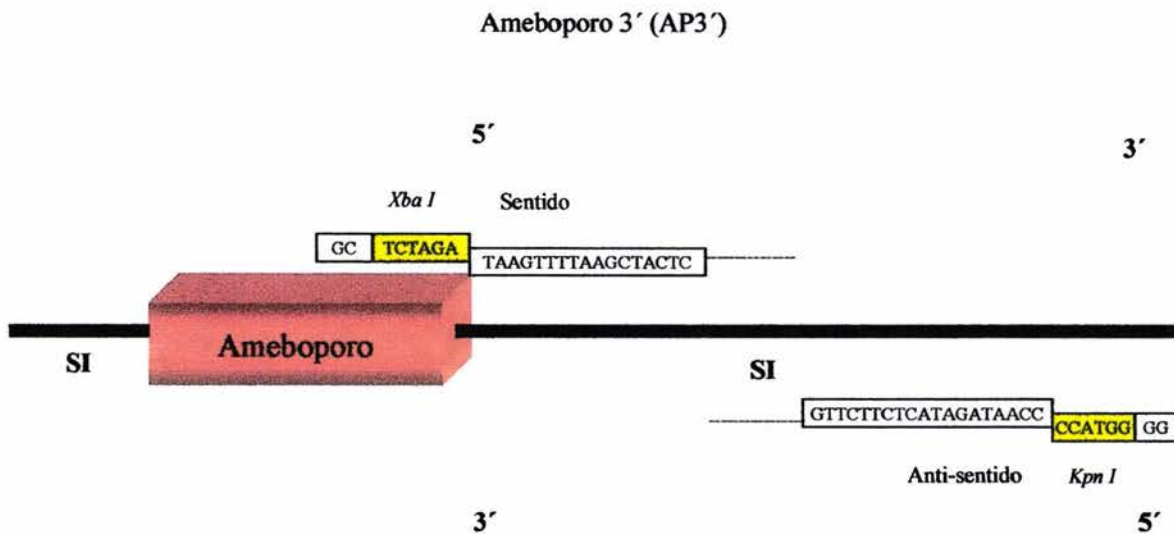 Ameboporo 3´ (AP3´)
5´
3´
Xba I
Sentido
GC TCTAGA TAAGTTTTAAGCTACTC
Ameboporo
SI
SI
GTTCTTCTCATAGATAACC CCATGG GG
Anti-sentido
Kpn I
3´
5´